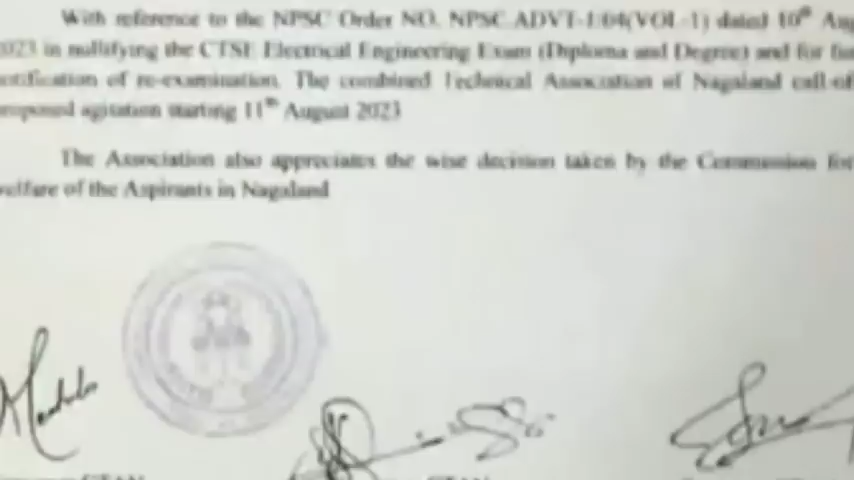 With reference to the NPSC Order NO. NPSC ADVT-1/04(VOL-1) dated 10th Aug
2023 in nullifying the CTSE Electrical Engineering Exam (Diploma and Degree) and for
notification of re-examination. The combined Technical Association of Nagaland call-of
proposed agitation starting 11th August 2023
The Association also appreciates the wise decision taken by the Commission for
welfare of the Aspirants in Nagaland